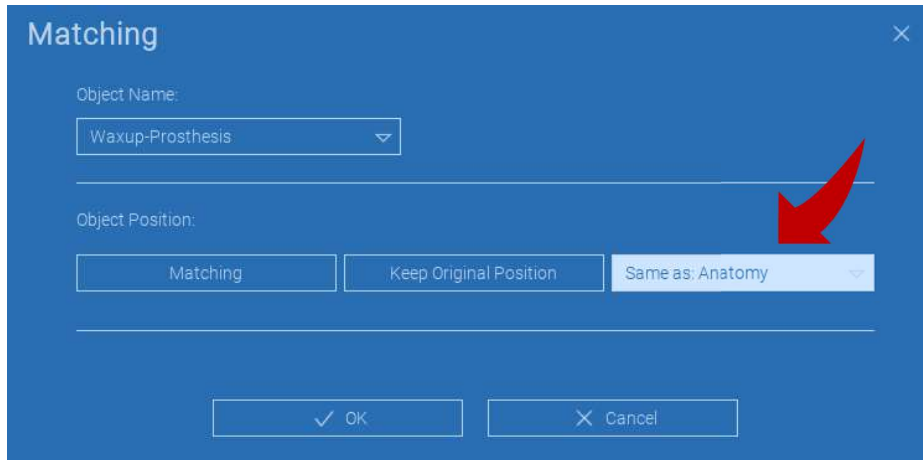 Matching
Object Name:
Waxup-Prosthesis
Object Position:
Matching
Keep Original Position
Same as: Anatomy
OK
Cancel